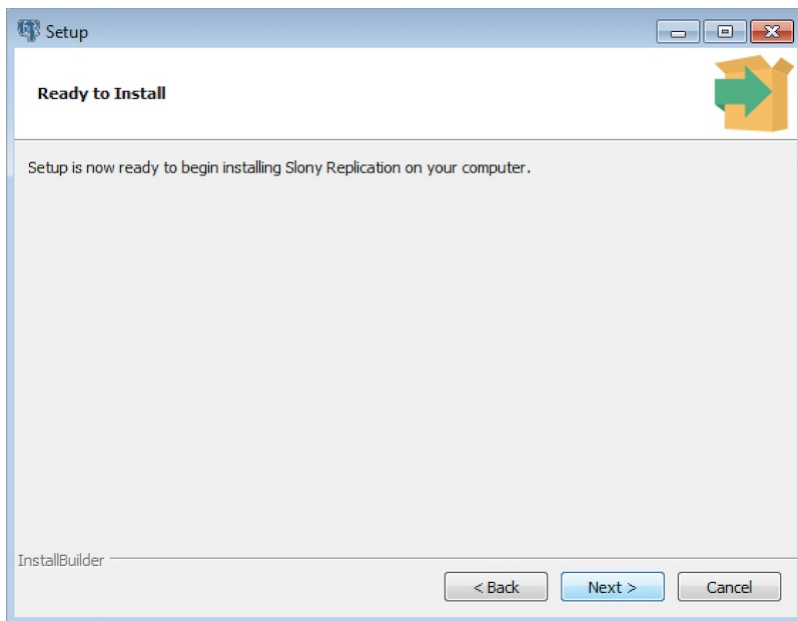 Setup
Ready to Install
Setup is now ready to begin installing Slony Replication on your computer.
InstallBuilder
< Back
Next >
Cancel